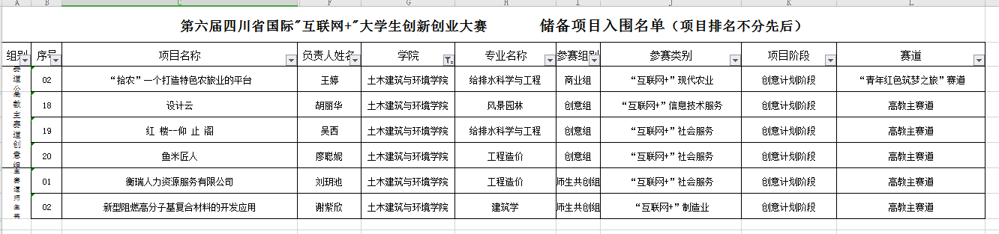 A B C F G H I J K L
第六届四川省国际"互联网+"大学生创新创业大赛 储备项目入围名单（项目排名不分先后）
组别 序号 项目名称 负责人姓名 学院 专业名称 参赛组别 参赛类别 项目阶段 赛道
赛道公 02 “拾农”一个打造特色农旅业的平台 王婷 土木建筑与环境学院 给排水科学与工程 商业组 “互联网+”现代农业 创意计划阶段 “青年红色筑梦之旅”赛道
高教主赛道创意组 18 设计云 胡丽华 土木建筑与环境学院 风景园林 创意组 “互联网+”信息技术服务 创意计划阶段 高教主赛道
19 红 楼--仰 止 阁 吴西 土木建筑与环境学院 给排水科学与工程 创意组 “互联网+”社会服务 创意计划阶段 高教主赛道
20 鱼米匠人 廖聪妮 土木建筑与环境学院 工程造价 创意组 “互联网+”社会服务 创意计划阶段 高教主赛道
主赛道师生共 01 衡瑞人力资源服务有限公司 刘玥池 土木建筑与环境学院 工程造价 师生共创组 “互联网+”社会服务 创意计划阶段 高教主赛道
02 新型阻燃高分子基复合材料的开发应用 谢紫欣 土木建筑与环境学院 建筑学 师生共创组 “互联网+”制造业 创意计划阶段 高教主赛道